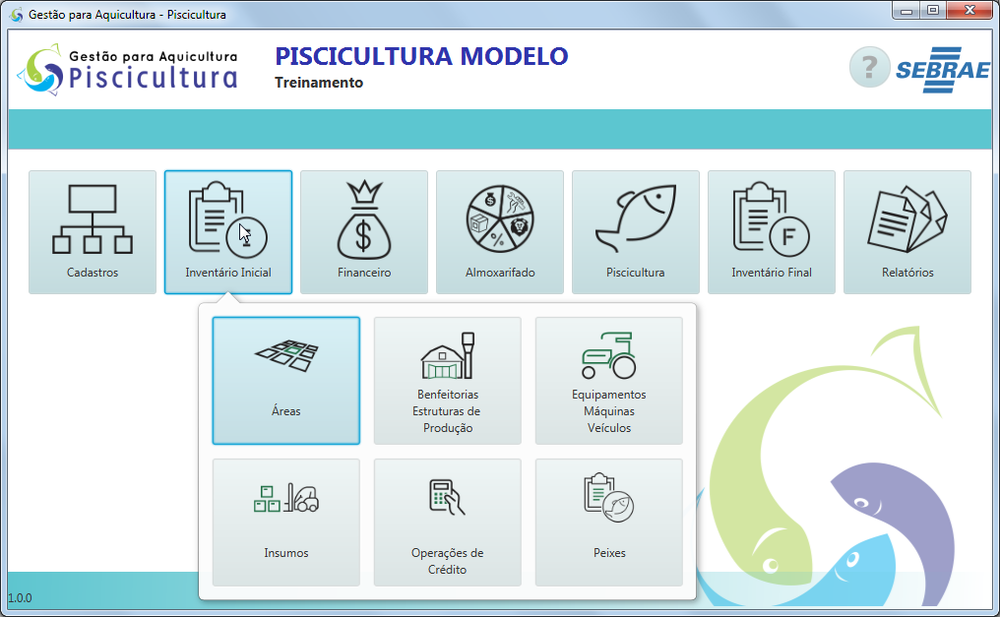 Gestão para Aquicultura - Piscicultura
Gestão para Aquicultura
Piscicultura
PISCICULTURA MODELO
Treinamento
?
SEBRAE
Cadastros
Inventário Inicial
$
Financeiro
Almoxarifado
Piscicultura
F
Inventário Final
Relatórios
Áreas
Benfeitorias
Estruturas de
Produção
Equipamentos
Máquinas
Veículos
Insumos
Operações de
Crédito
Peixes
1.0.0